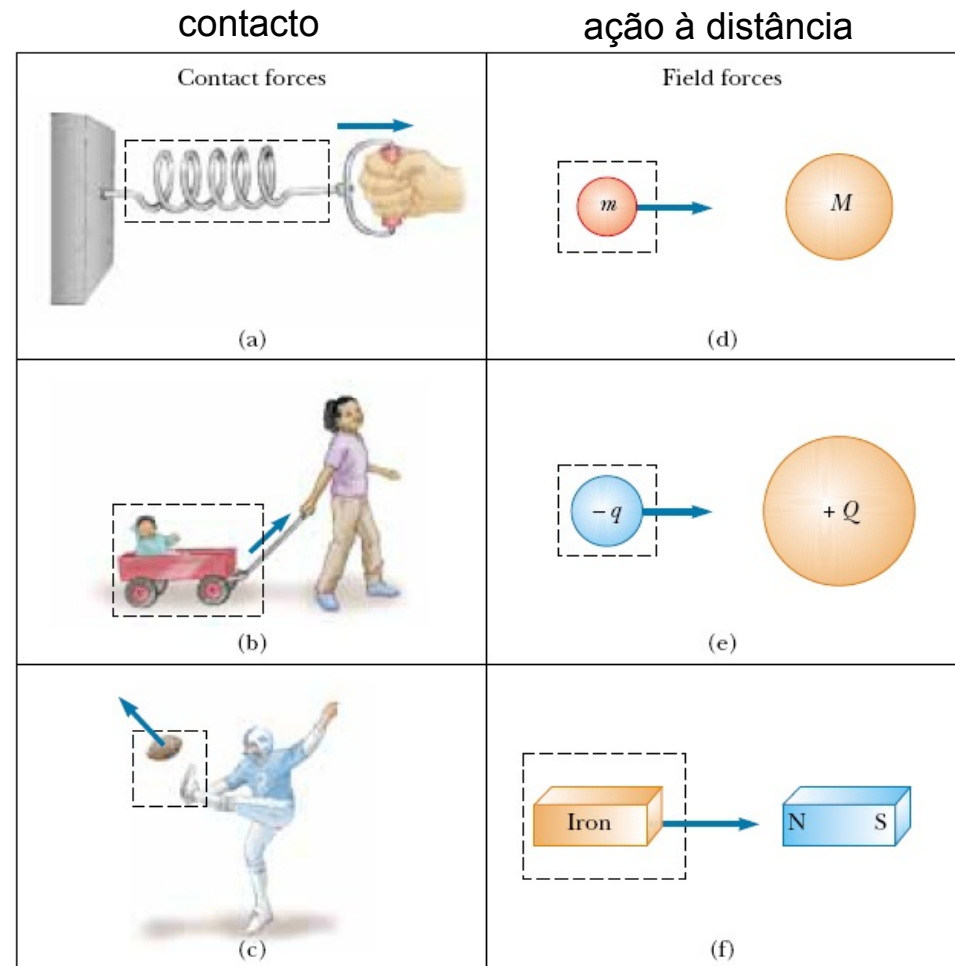 contacto
ação à distância
Contact forces
Field forces
m
M
(a)
(d)
– q
+ Q
(b)
(e)
Iron
N
S
(c)
(f)